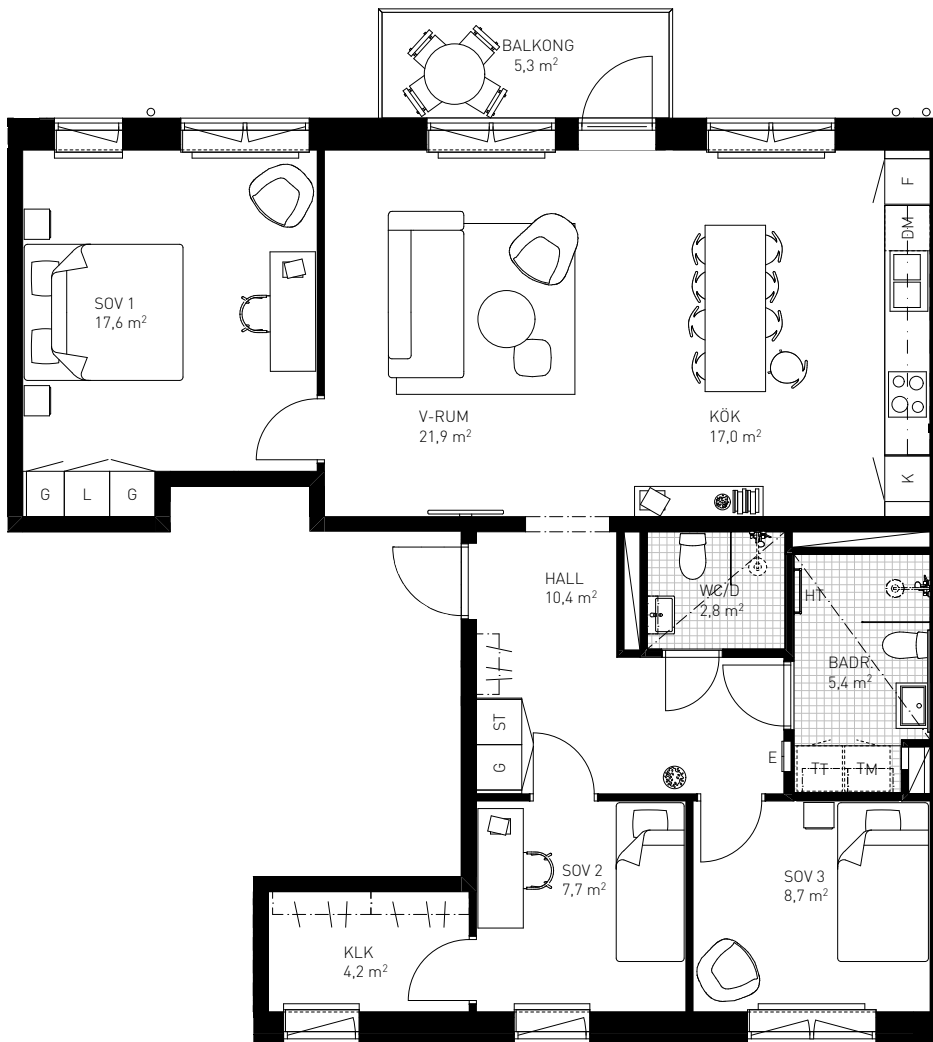 BALKONG
5,3 m²
F
DM
SOV 1
17,6 m²
V-RUM
21,9 m²
KÖK
17,0 m²
K
G
L
G
HALL
10,4 m²
WC/D
2,8 m²
HT
BADR
5,4 m²
ST
G
E
TT
TM
SOV 2
7,7 m²
SOV 3
8,7 m²
KLK
4,2 m²